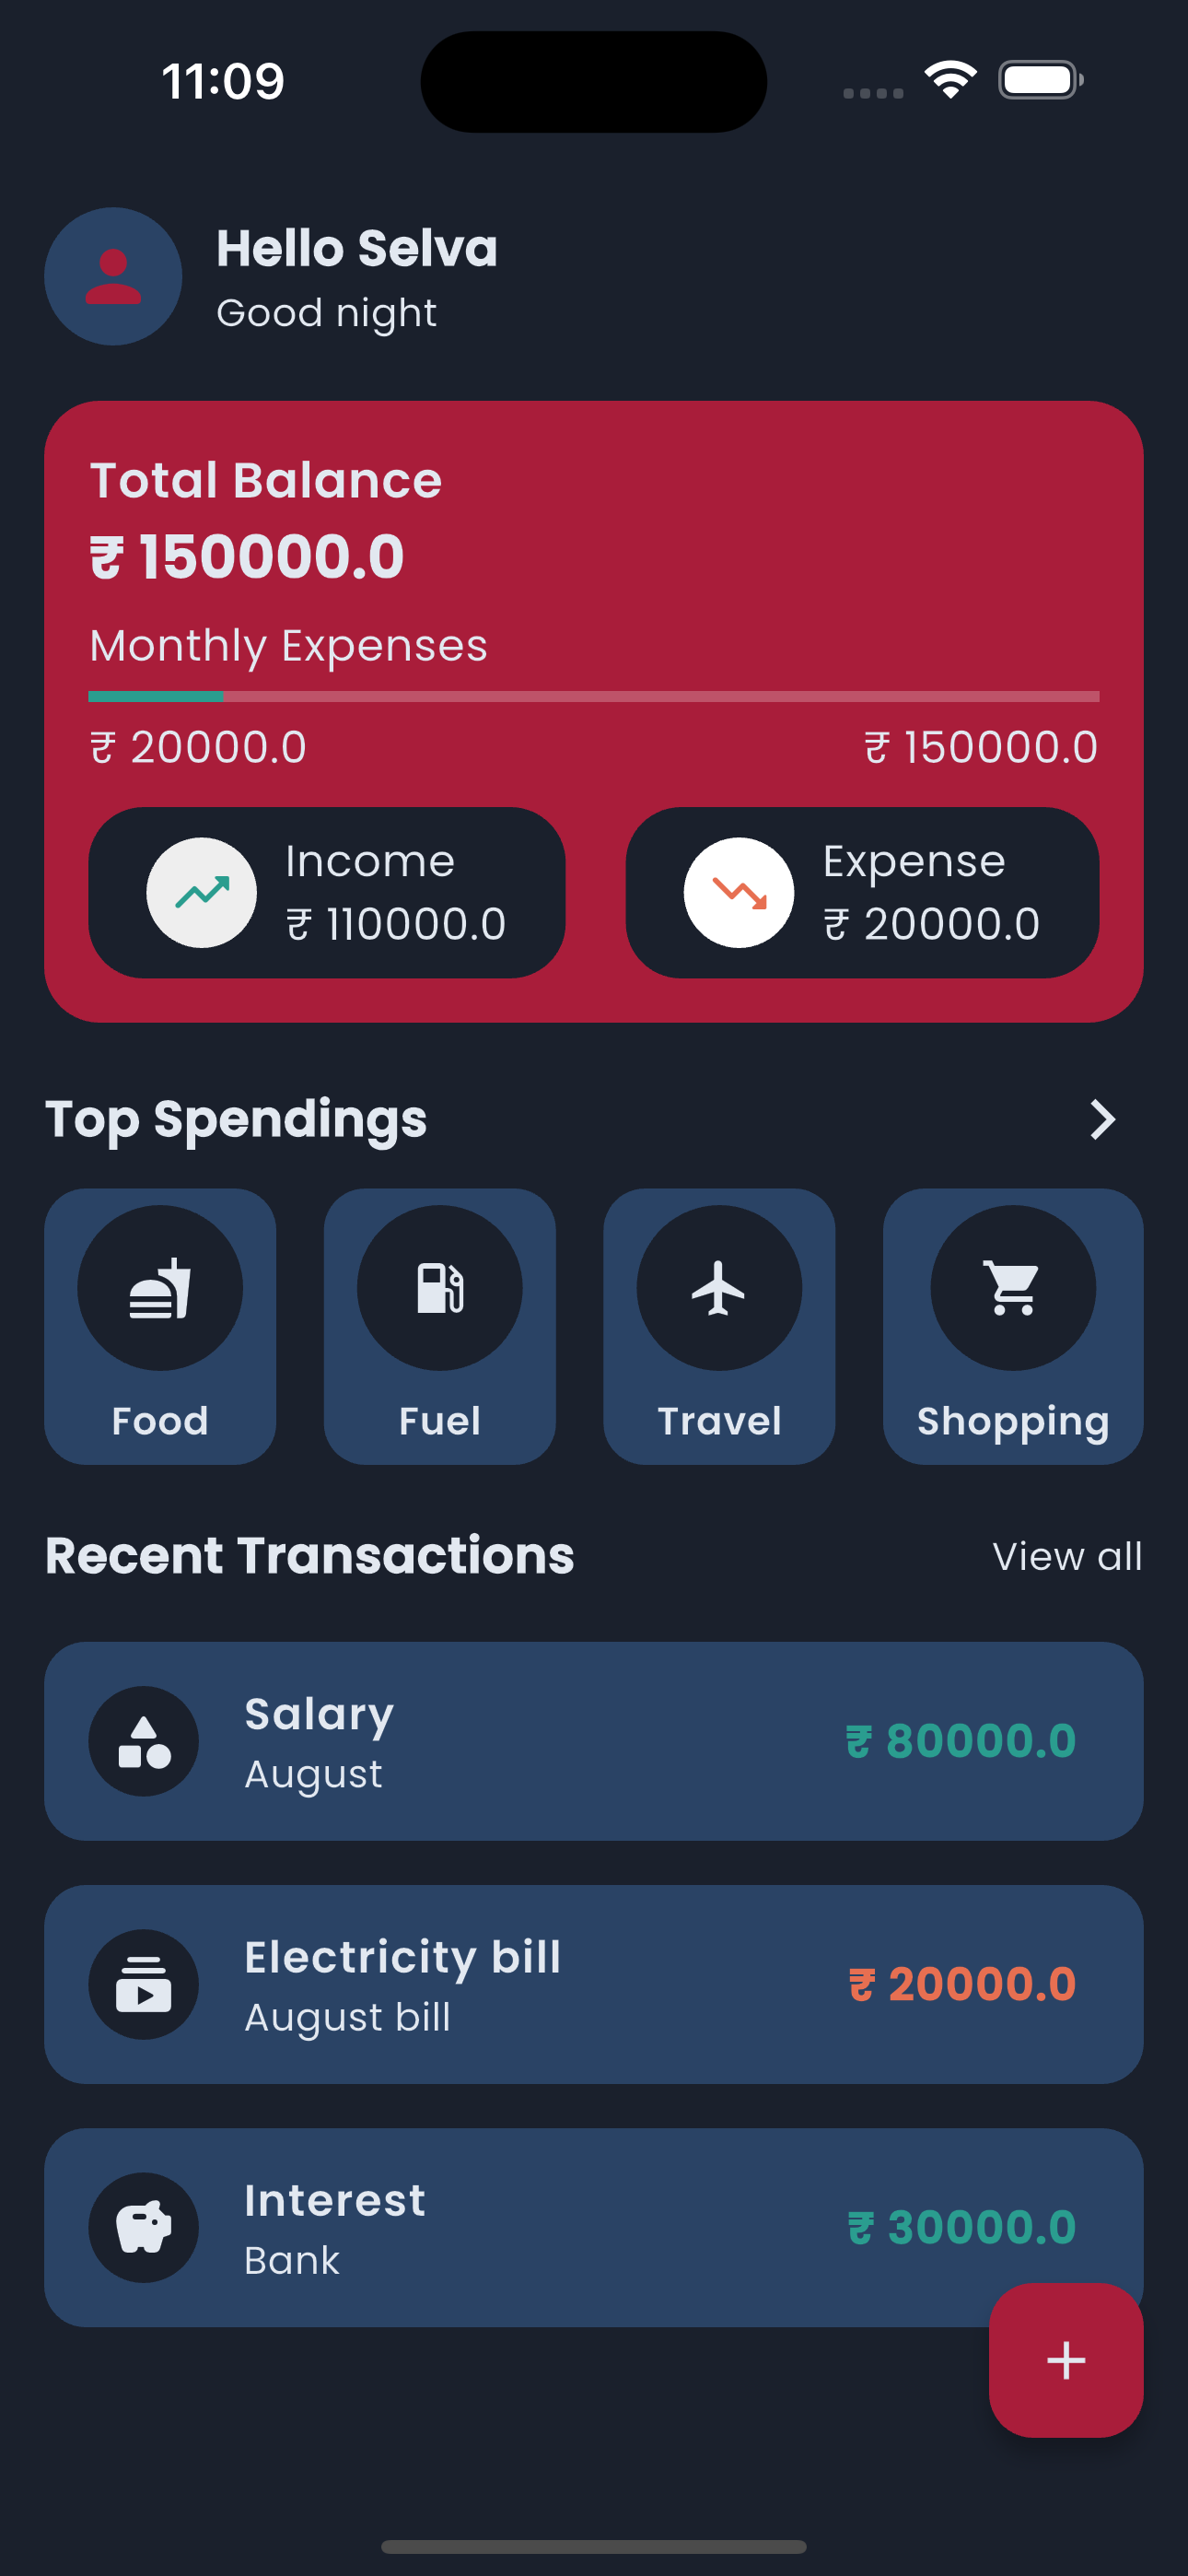 11:09
Hello Selva
Good night
Total Balance
₹ 150000.0
Monthly Expenses
₹ 20000.0 ₹ 150000.0
Income Expense
₹ 110000.0 ₹ 20000.0
Top Spendings
Food Fuel Travel Shopping
Recent Transactions View all
Salary
August
₹ 80000.0
Electricity bill
August bill
₹ 20000.0
Interest
Bank
₹ 30000.0